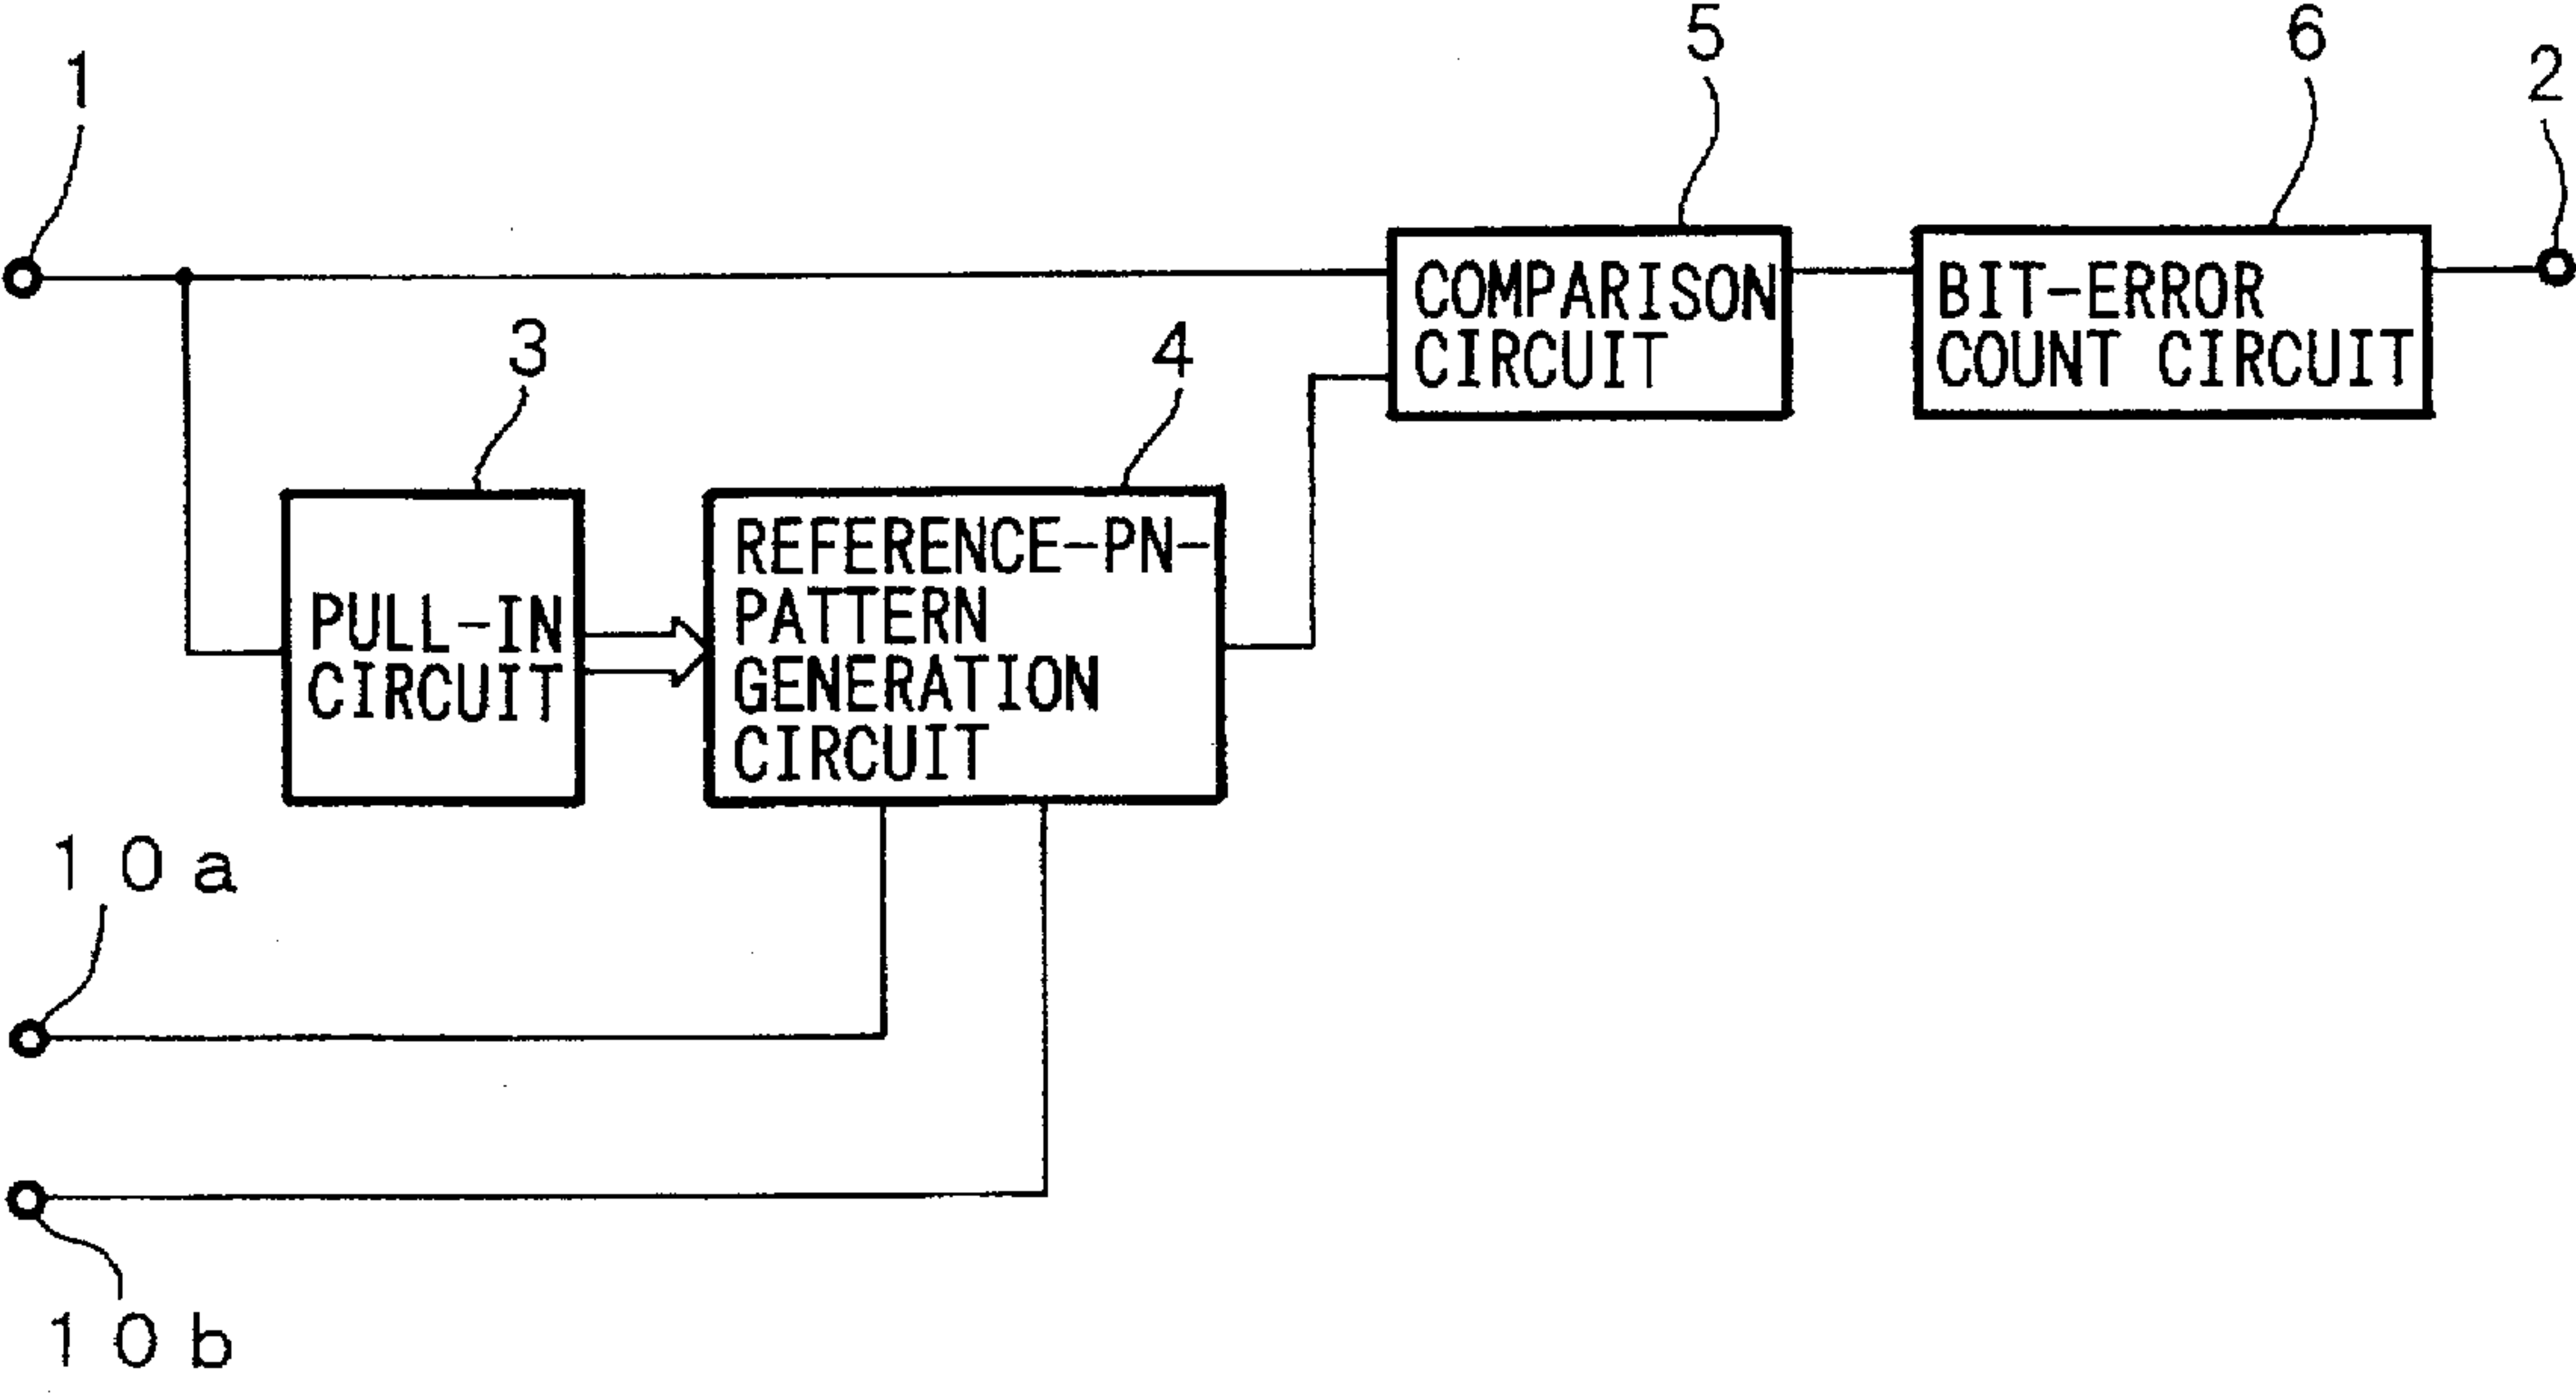 1
5
6
2
COMPARISON
CIRCUIT
BIT-ERROR
COUNT CIRCUIT
3
4
PULL-IN
CIRCUIT
REFERENCE-PN-
PATTERN
GENERATION
CIRCUIT
10a
10b